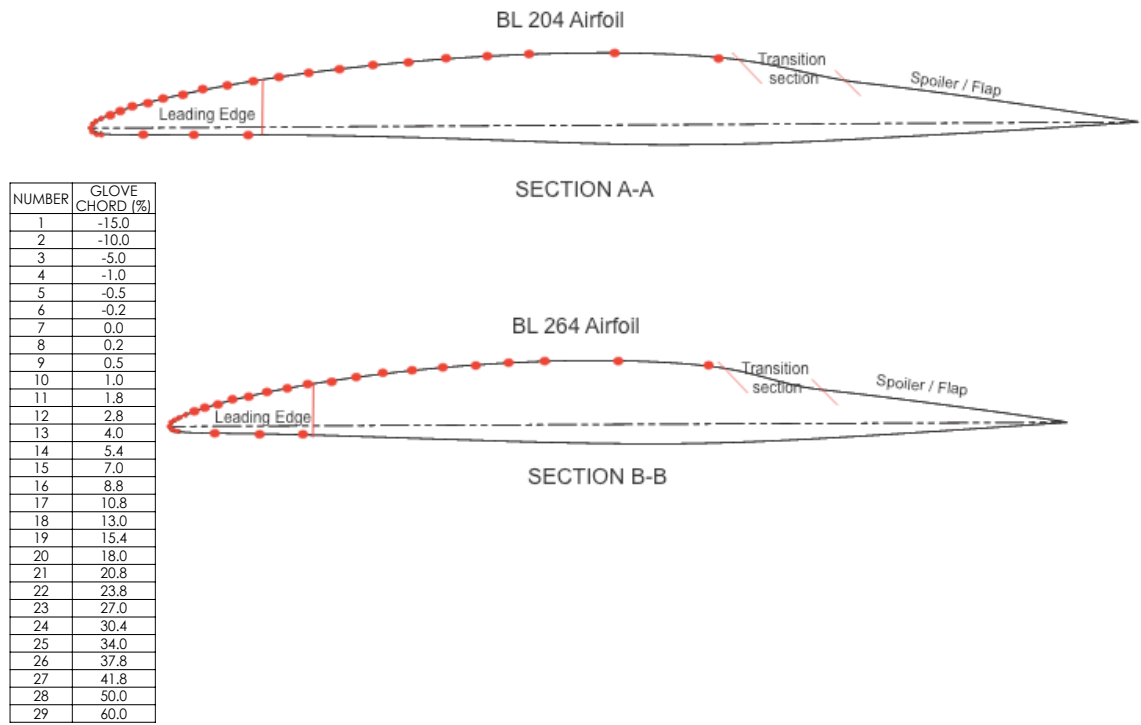 BL 204 Airfoil
Transition
section
Spoiler / Flap
Leading Edge
SECTION A-A
NUMBER GLOVE CHORD (%)
1 -15.0
2 -10.0
3 -5.0
4 -1.0
5 -0.5
6 -0.2
7 0.0
8 0.2
9 0.5
10 1.0
11 1.8
12 2.8
13 4.0
14 5.4
15 7.0
16 8.8
17 10.8
18 13.0
19 15.4
20 18.0
21 20.8
22 23.8
23 27.0
24 30.4
25 34.0
26 37.8
27 41.8
28 50.0
29 60.0
BL 264 Airfoil
Transition
section
Spoiler / Flap
Leading Edge
SECTION B-B